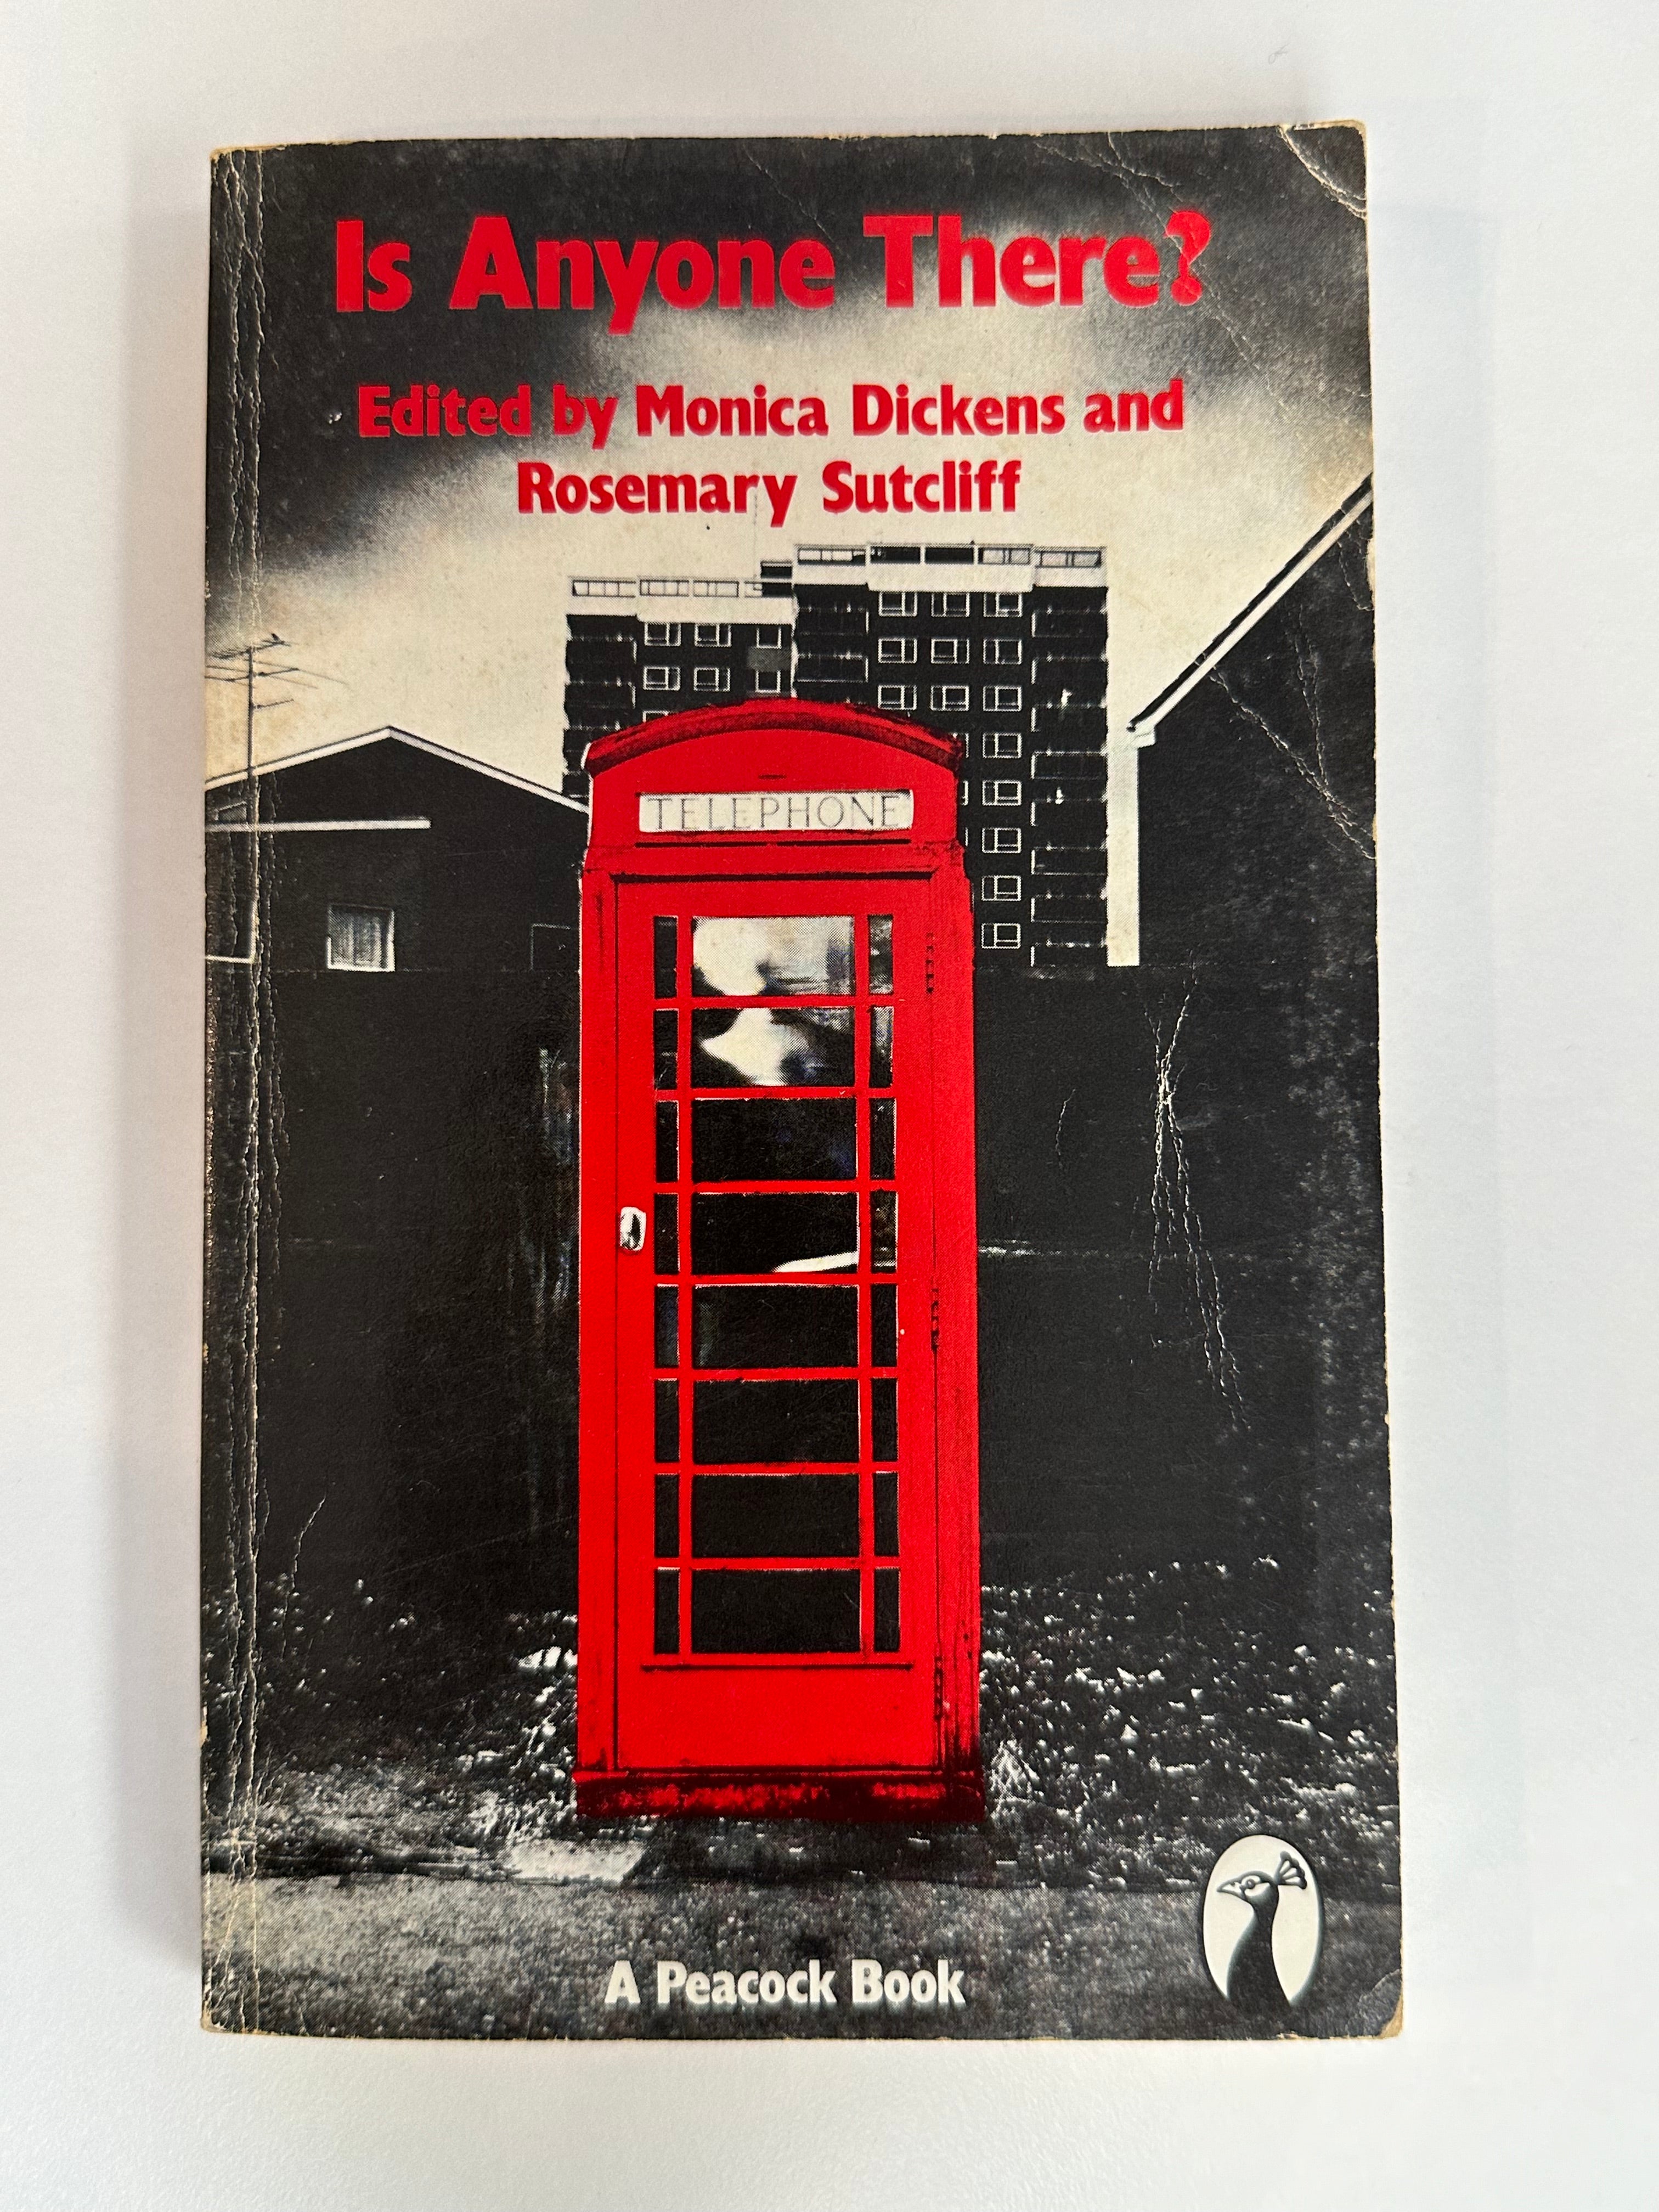 Is Anyone There?
Edited by Monica Dickens and
Rosemary Sutcliff
TELEPHONE
A Peacock Book